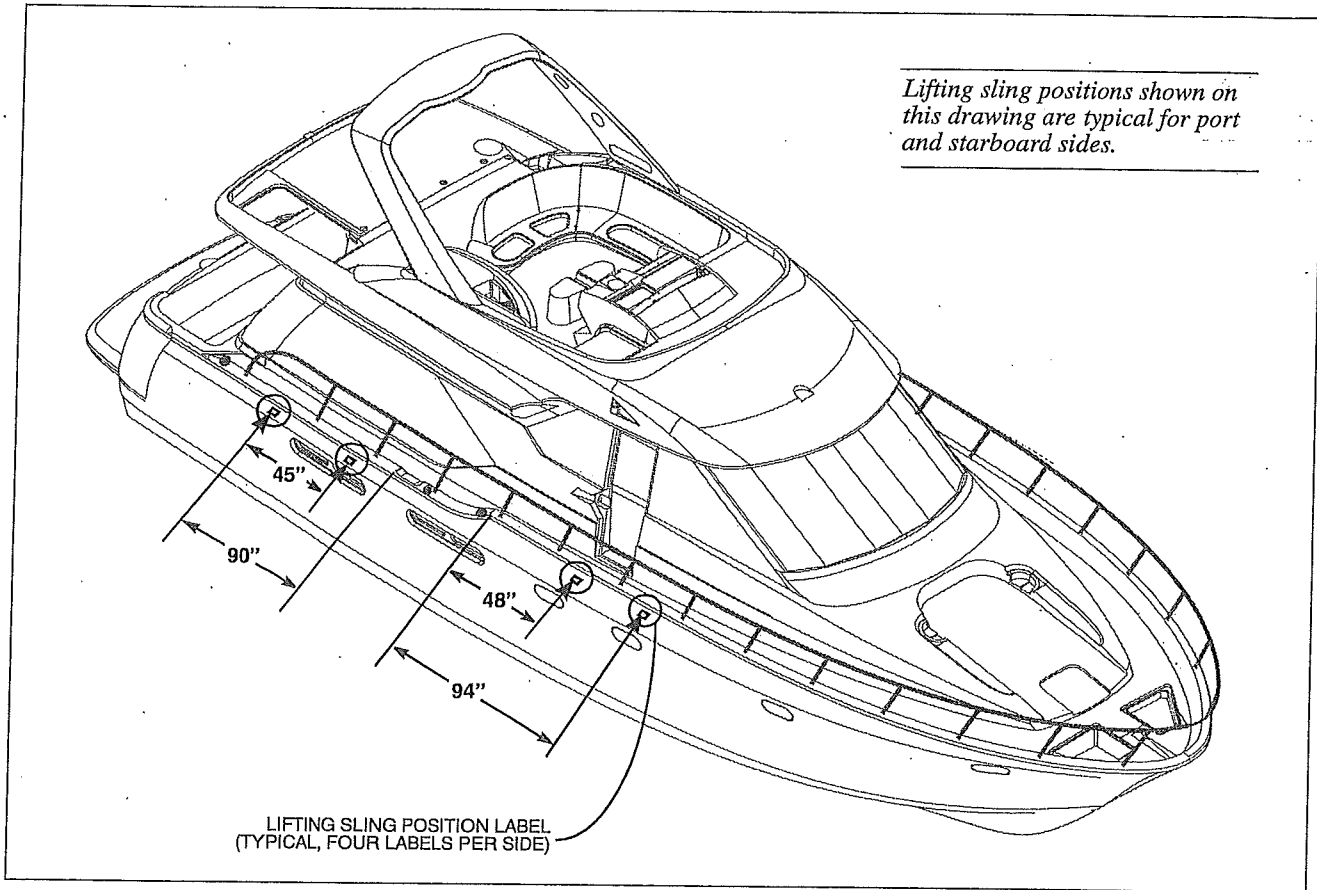 Lifting sling positions shown on
this drawing are typical for port
and starboard sides.
45”
90”
48”
94”
LIFTING SLING POSITION LABEL
(TYPICAL, FOUR LABELS PER SIDE)